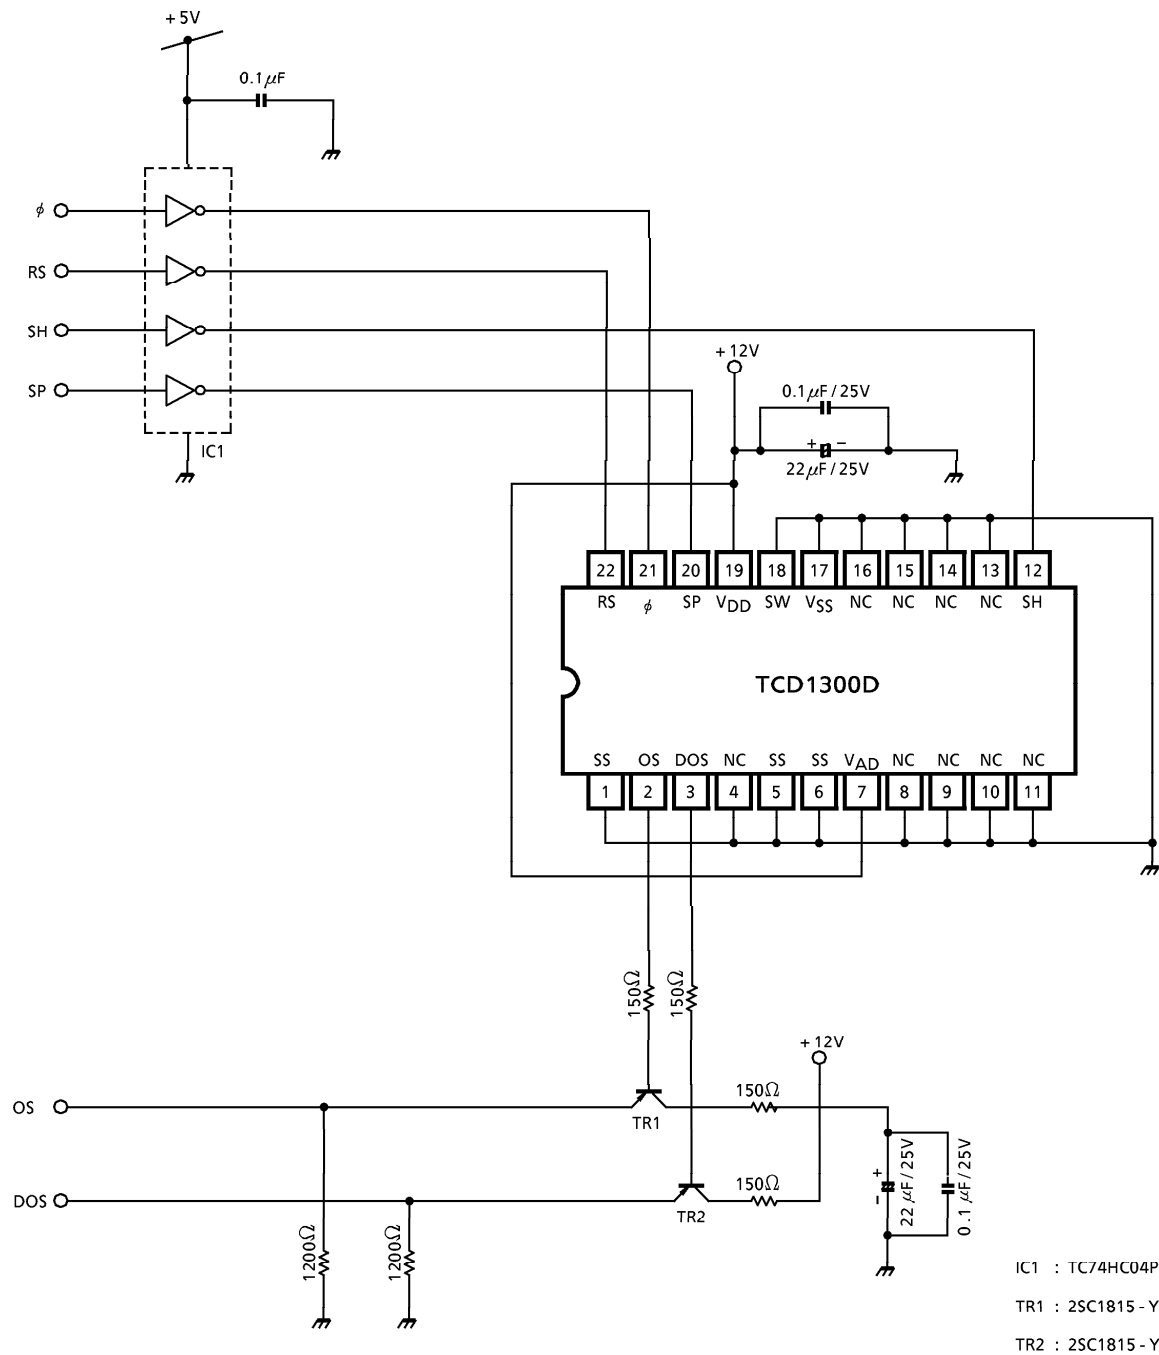 +5V
0.1μF
ϕ
RS
SH
SP
IC1
+12V
0.1μF/25V
+ −
22μF/25V
22 21 20 19 18 17 16 15 14 13 12
RS ϕ SP VDD SW VSS NC NC NC NC SH
TCD1300D
SS OS DOS NC SS SS VAD NC NC NC NC
1 2 3 4 5 6 7 8 9 10 11
150Ω
150Ω
+12V
OS
TR1
150Ω
DOS
TR2
150Ω
+
−
22μF/25V
0.1μF/25V
1200Ω
1200Ω
IC1 : TC74HC04P
TR1 : 2SC1815-Y
TR2 : 2SC1815-Y